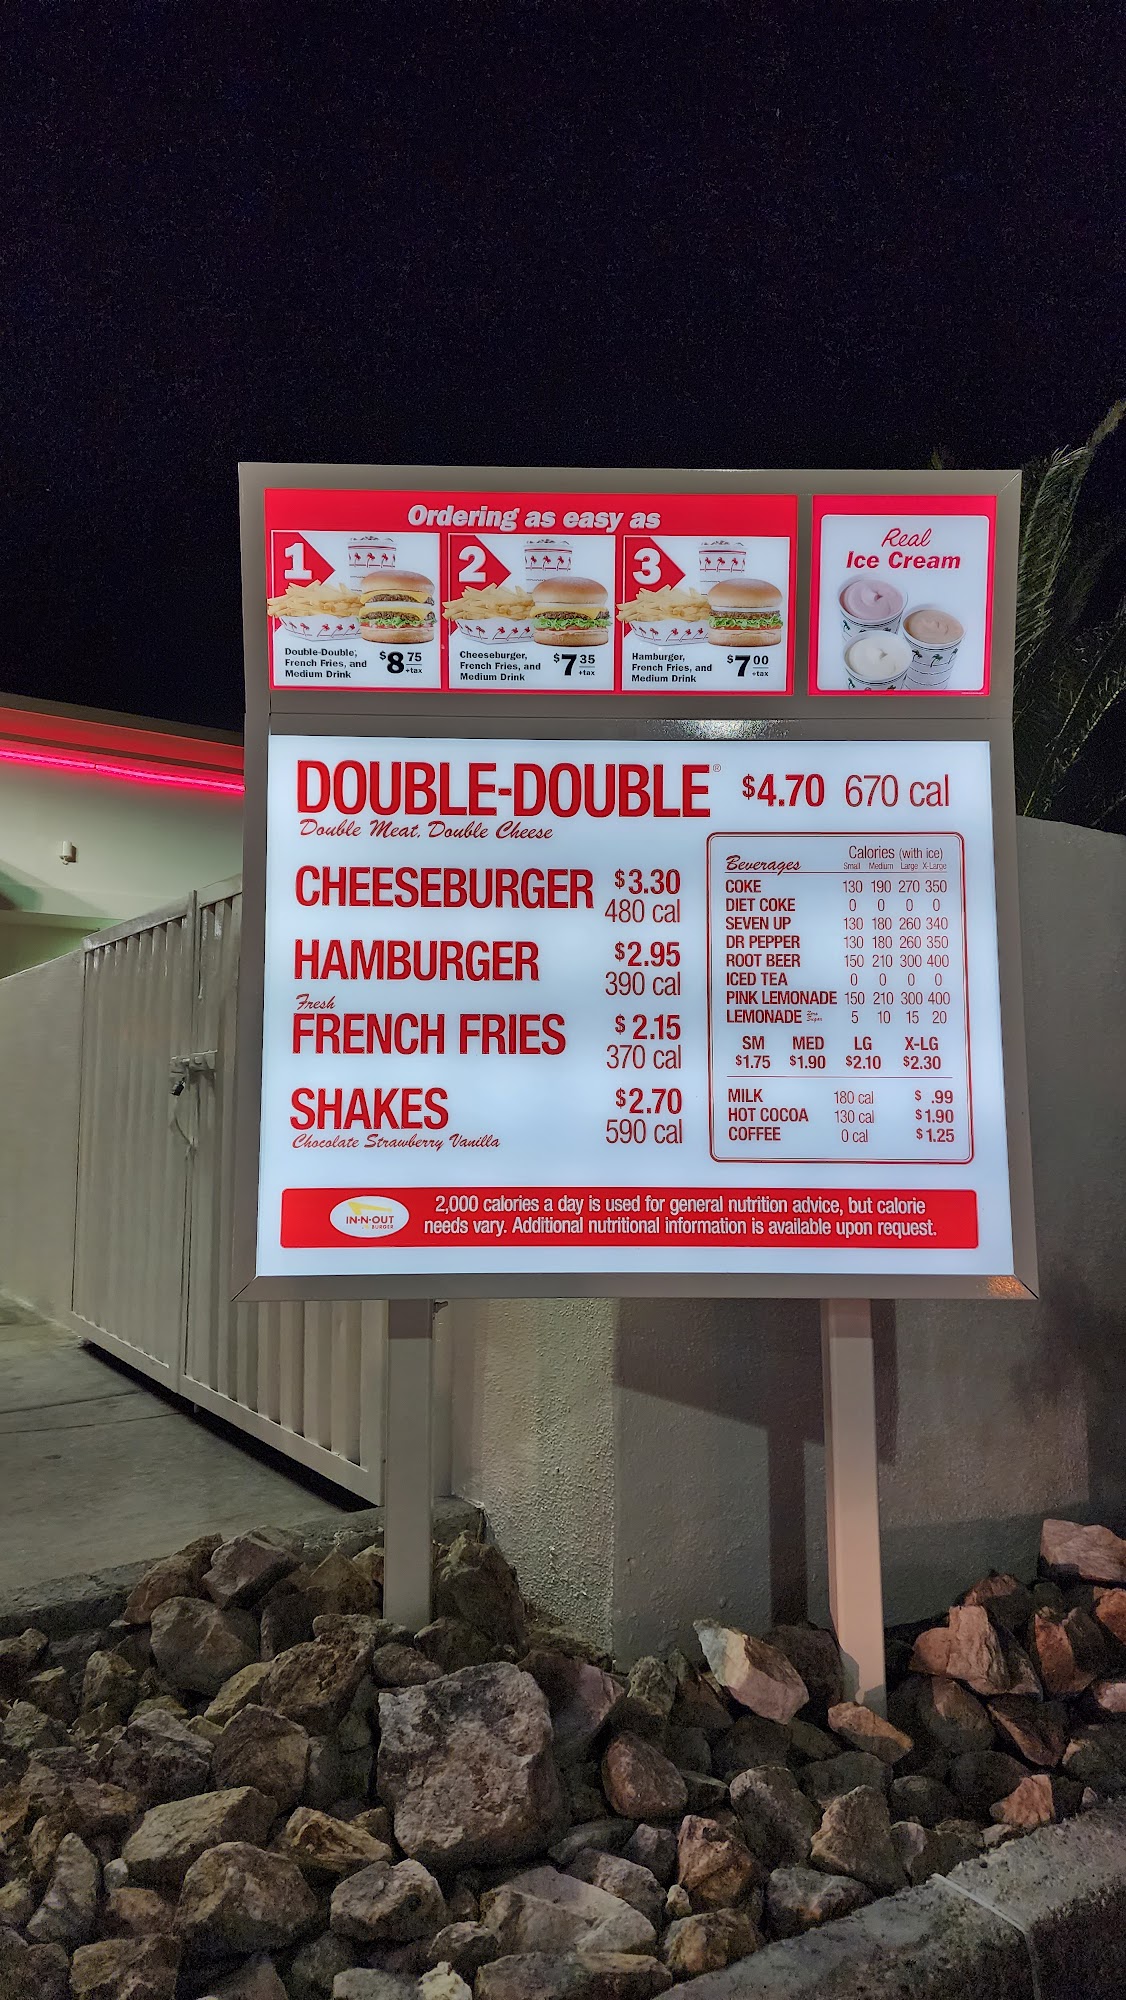 Ordering as easy as
1
Double-Double,
French Fries, and
Medium Drink
$8 75
+tax
2
Cheeseburger,
French Fries, and
Medium Drink
$7 35
+tax
3
Hamburger,
French Fries, and
Medium Drink
$7 00
+tax
Real
Ice Cream
DOUBLE-DOUBLE® $4.70 670 cal
Double Meat. Double Cheese
CHEESEBURGER $3.30
480 cal
HAMBURGER $2.95
390 cal
Fresh
FRENCH FRIES $2.15
370 cal
SHAKES $2.70
590 cal
Chocolate Strawberry Vanilla
Calories (with ice)
Beverages Small Medium Large X-Large
COKE 130 190 270 350
DIET COKE 0 0 0 0
SEVEN UP 130 180 260 340
DR PEPPER 130 180 260 350
ROOT BEER 150 210 300 400
ICED TEA 0 0 0 0
PINK LEMONADE 150 210 300 400
LEMONADE Zero Sugar 5 10 15 20
SM MED LG X-LG
$1.75 $1.90 $2.10 $2.30
MILK 180 cal $ .99
HOT COCOA 130 cal $1.90
COFFEE 0 cal $1.25
IN-N-OUT
BURGER
2,000 calories a day is used for general nutrition advice, but calorie
needs vary. Additional nutritional information is available upon request.